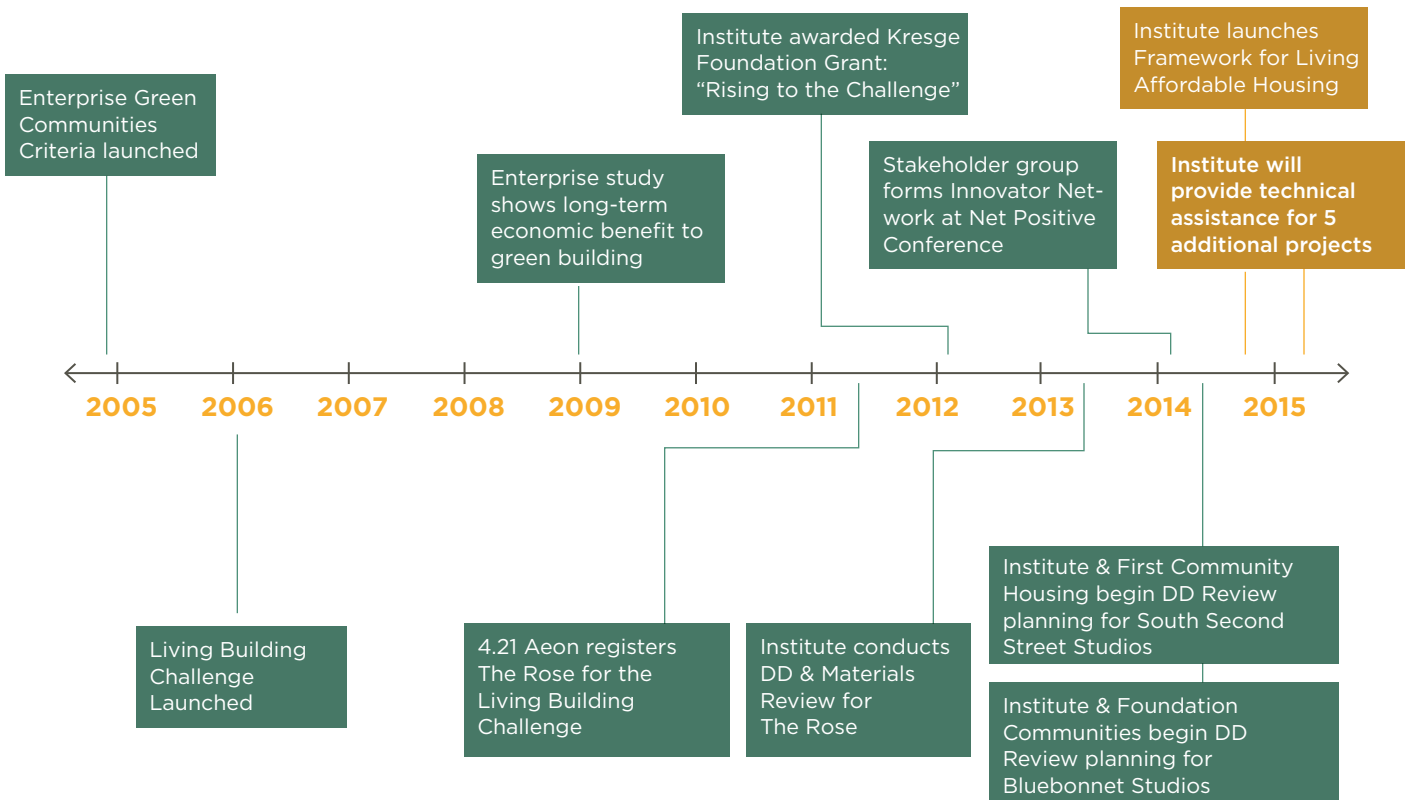 Institute awarded Kresge
Foundation Grant:
“Rising to the Challenge”
Institute launches
Framework for Living
Affordable Housing
Enterprise Green
Communities
Criteria launched
Enterprise study
shows long-term
economic benefit to
green building
Stakeholder group
forms Innovator Net-
work at Net Positive
Conference
Institute will
provide technical
assistance for 5
additional projects
2005 2006 2007 2008 2009 2010 2011 2012 2013 2014 2015
Living Building
Challenge
Launched
4.21 Aeon registers
The Rose for the
Living Building
Challenge
Institute conducts
DD & Materials
Review for
The Rose
Institute & First Community
Housing begin DD Review
planning for South Second
Street Studios
Institute & Foundation
Communities begin DD
Review planning for
Bluebonnet Studios